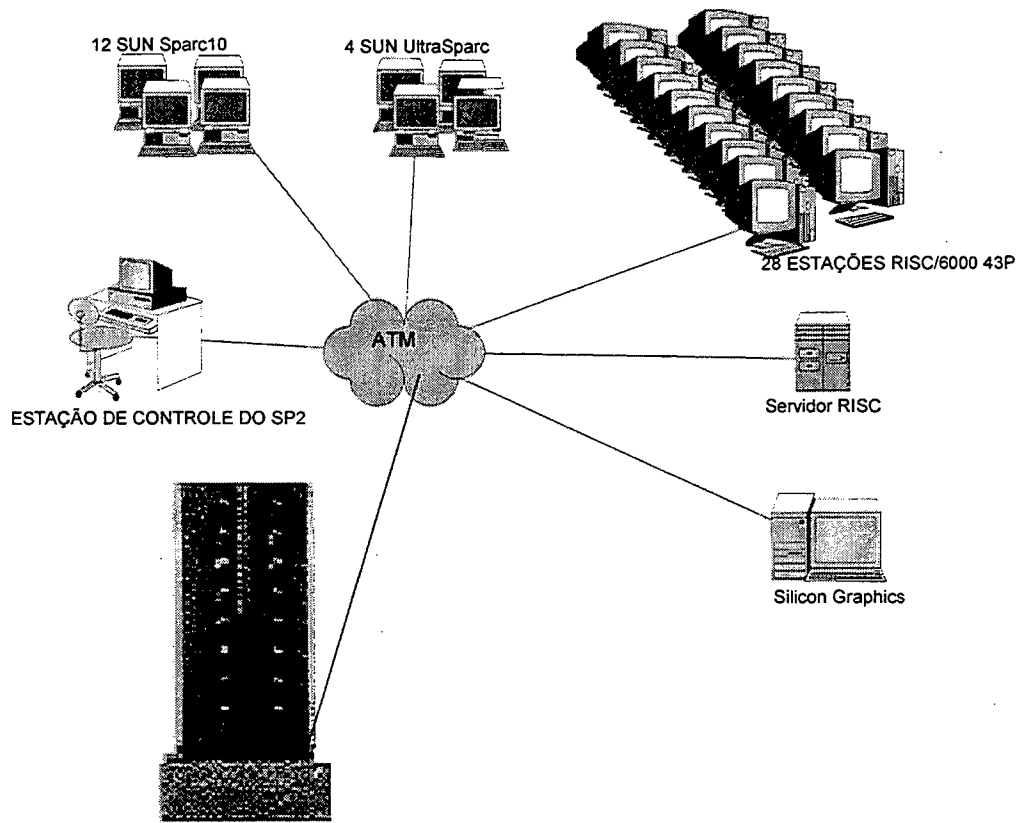 12 SUN Sparc10
4 SUN UltraSparc
28 ESTAÇÕES RISC/6000 43P
ATM
ESTAÇÃO DE CONTROLE DO SP2
Servidor RISC
Silicon Graphics